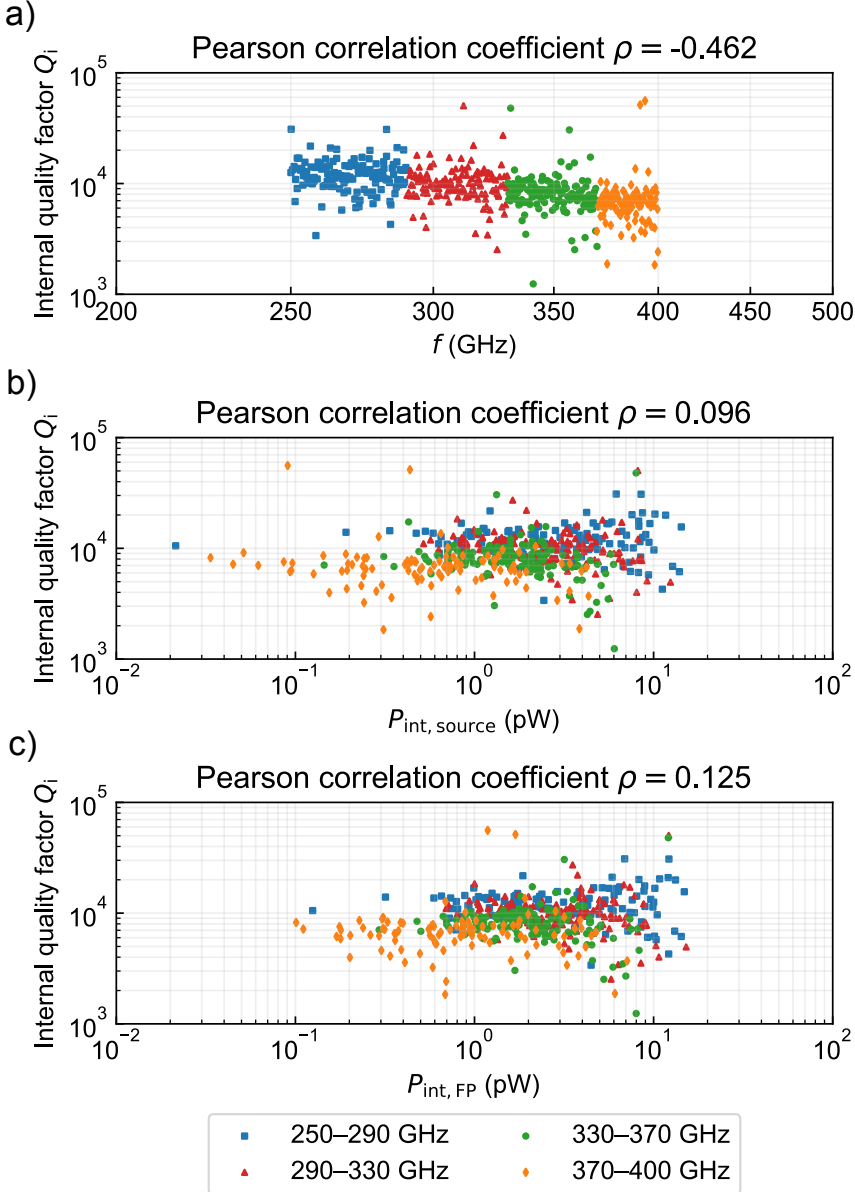 a)
Pearson correlation coefficient ρ = -0.462
Internal quality factor Qi
10^5
10^4
10^3
200 250 300 350 400 450 500
f (GHz)
b)
Pearson correlation coefficient ρ = 0.096
Internal quality factor Qi
10^5
10^4
10^3
10^−2 10^−1 10^0 10^1 10^2
Pint, source (pW)
c)
Pearson correlation coefficient ρ = 0.125
Internal quality factor Qi
10^5
10^4
10^3
10^−2 10^−1 10^0 10^1 10^2
Pint, FP (pW)
250–290 GHz
290–330 GHz
330–370 GHz
370–400 GHz